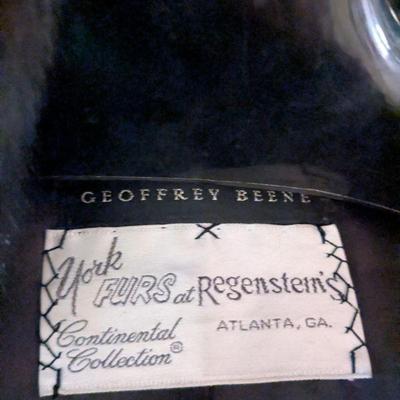 GEOFFREY BEENE
York
FURS at Regenstein's
Continental
Collection®
ATLANTA, GA.